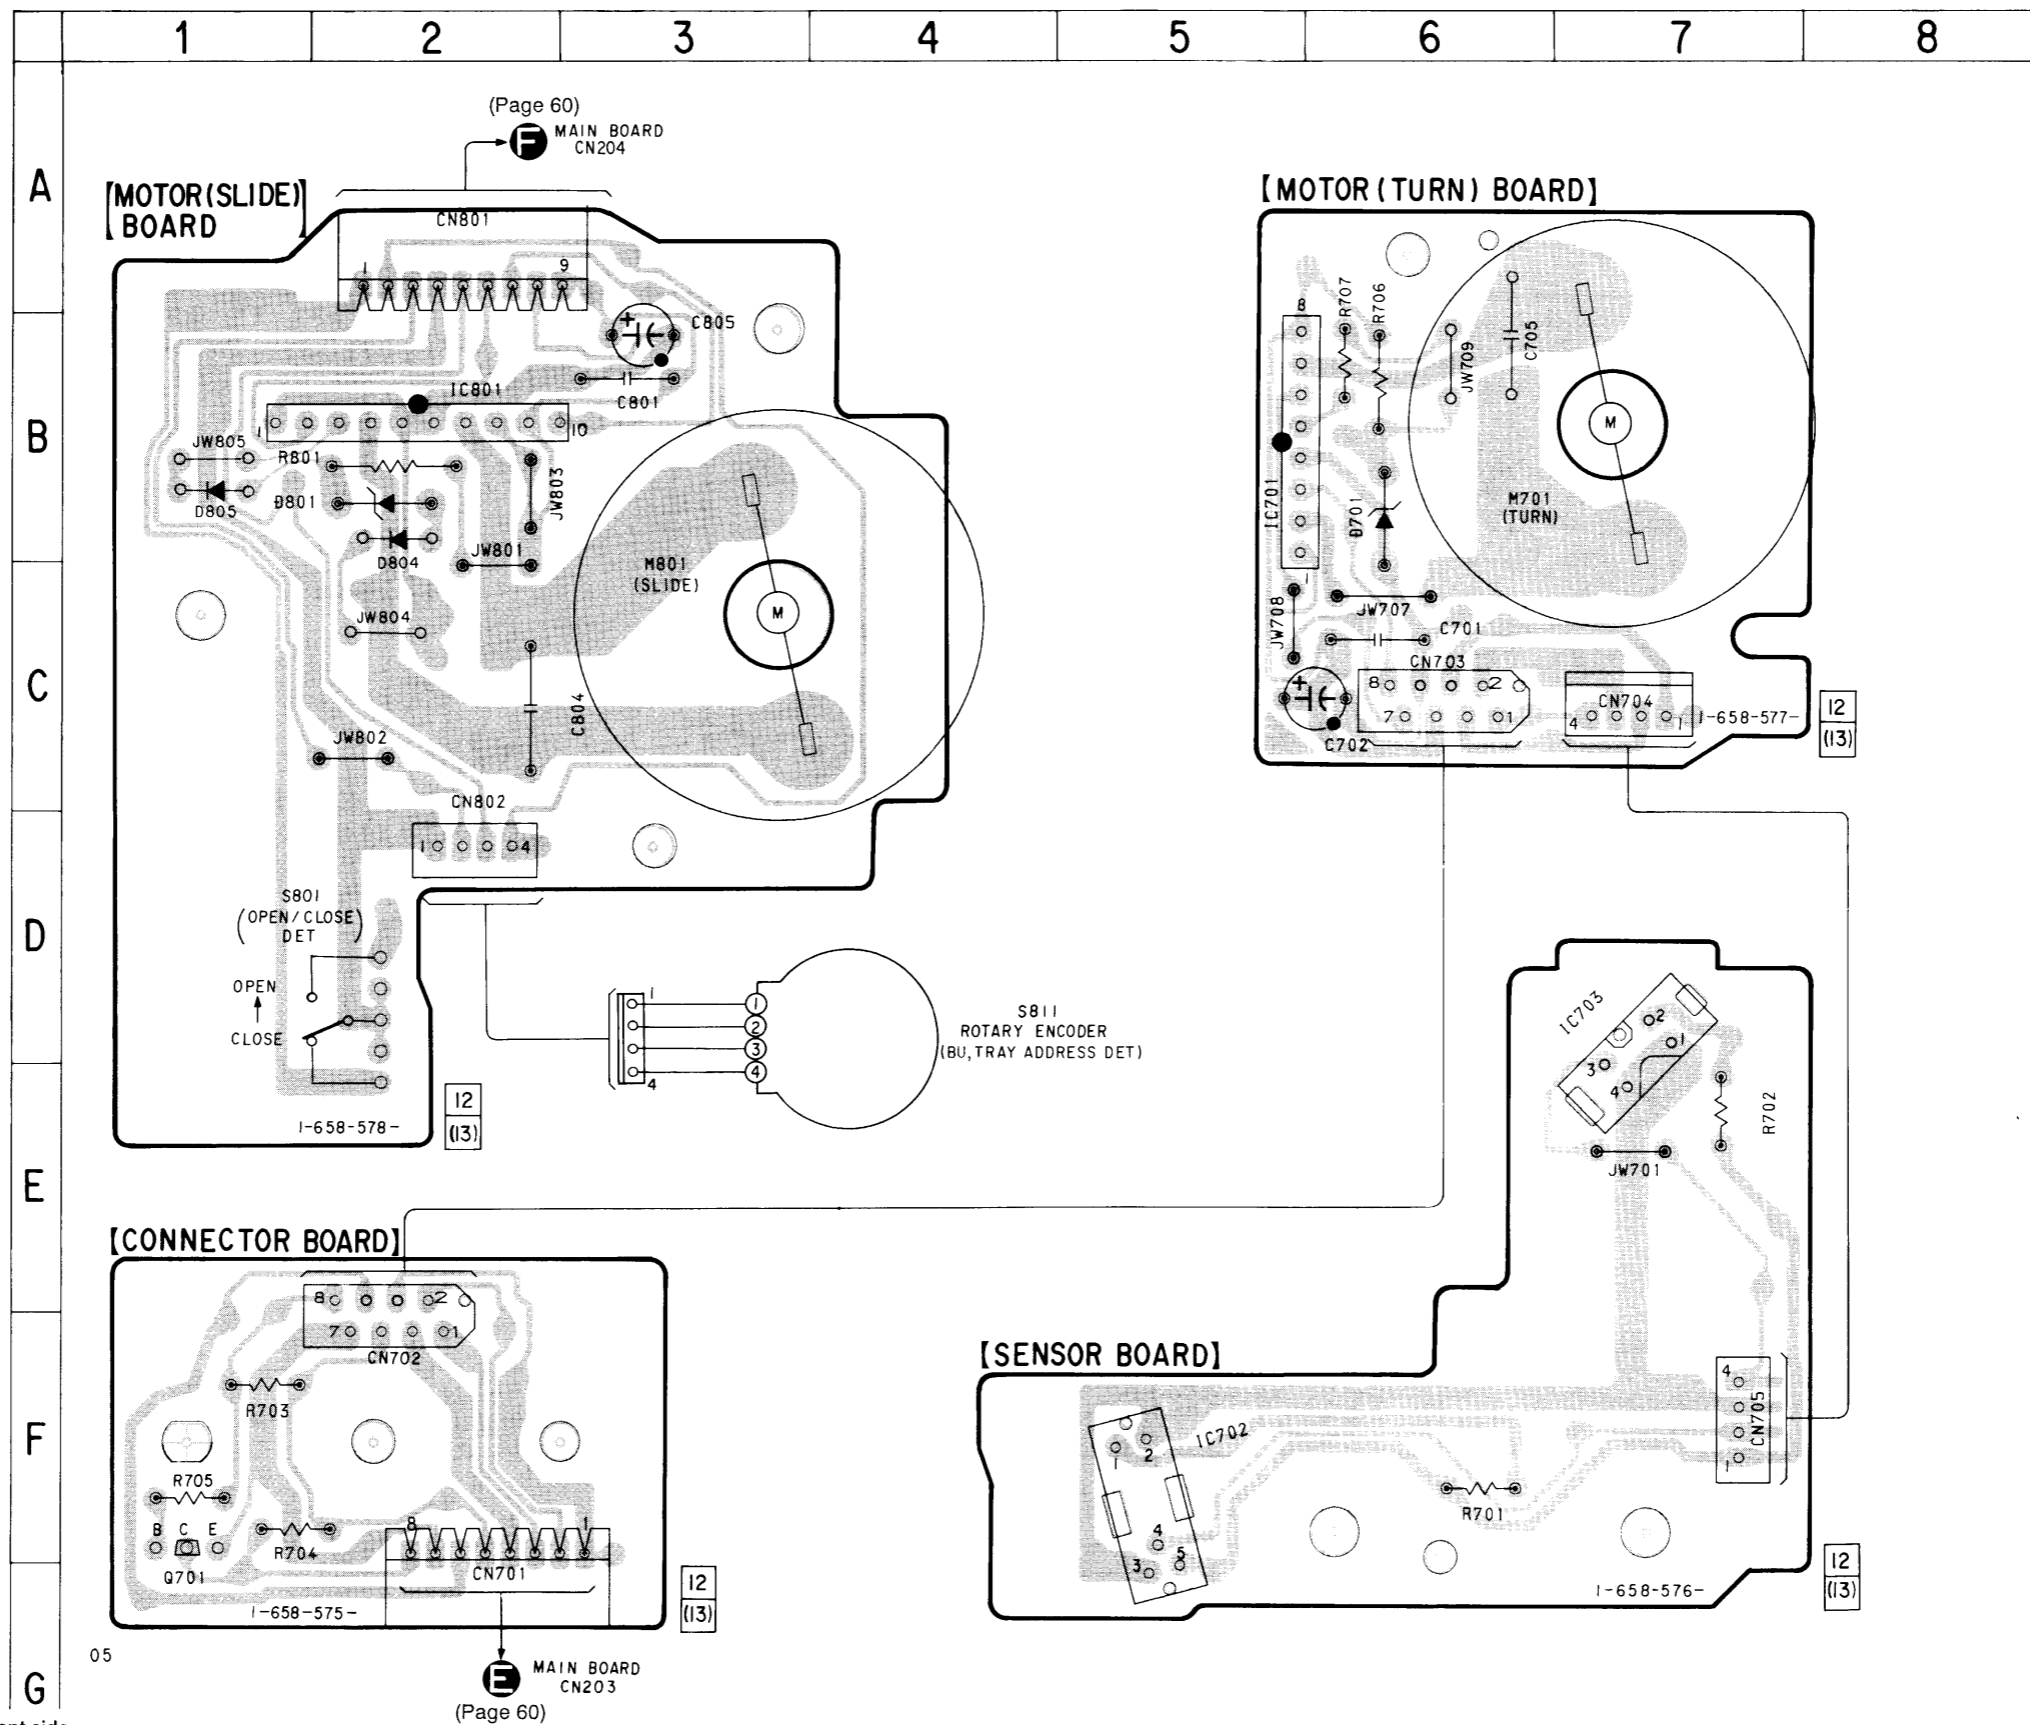 1 2 3 4 5 6 7 8
A
B
C
D
E
F
G
(Page 60)
F MAIN BOARD
CN204
[MOTOR(SLIDE)]
BOARD
CN801
1 9
C805
IC801
C801
1 10
JW805
R801
D805
D801
JW803
D804
JW801
M801
(SLIDE)
M
JW804
C804
JW802
CN802
1 4
S801
(OPEN/CLOSE)
DET
OPEN
CLOSE
1-658-578-
12
(13)
1
4
1
2
3
4
S811
ROTARY ENCODER
(BU,TRAY ADDRESS DET)
【MOTOR(TURN) BOARD】
8
R707
R706
JW709
C705
M
IC701
D701
M701
(TURN)
1
JW708
JW707
C701
CN703
8 2
7 1
C702
CN704
4 1
1-658-577-
12
(13)
【CONNECTOR BOARD】
8 2
7 1
CN702
R703
R705
B C E
Q701
R704
8 1
CN701
1-658-575-
12
(13)
05
E MAIN BOARD
CN203
(Page 60)
【SENSOR BOARD】
IC703
2
1
3
4
R702
JW701
4
CN705
1
IC702
1 2
4
3 5
R701
1-658-576-
12
(13)